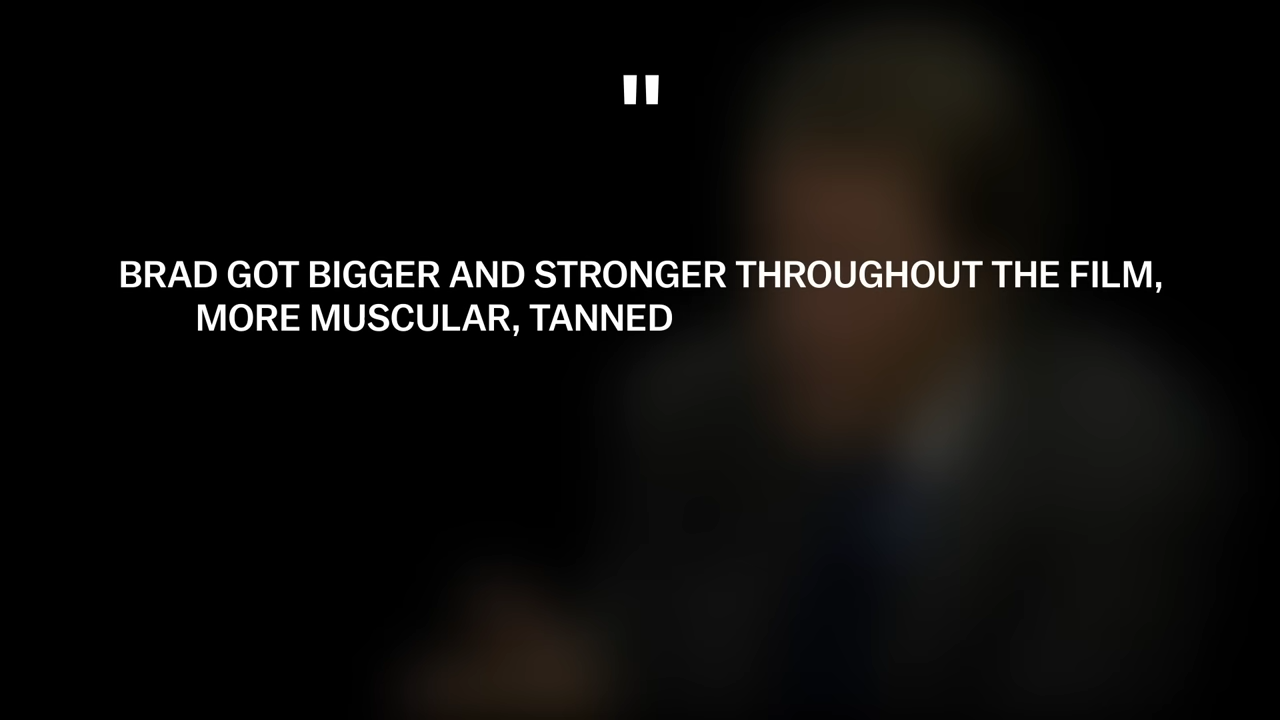 "
BRAD GOT BIGGER AND STRONGER THROUGHOUT THE FILM,
MORE MUSCULAR, TANNED